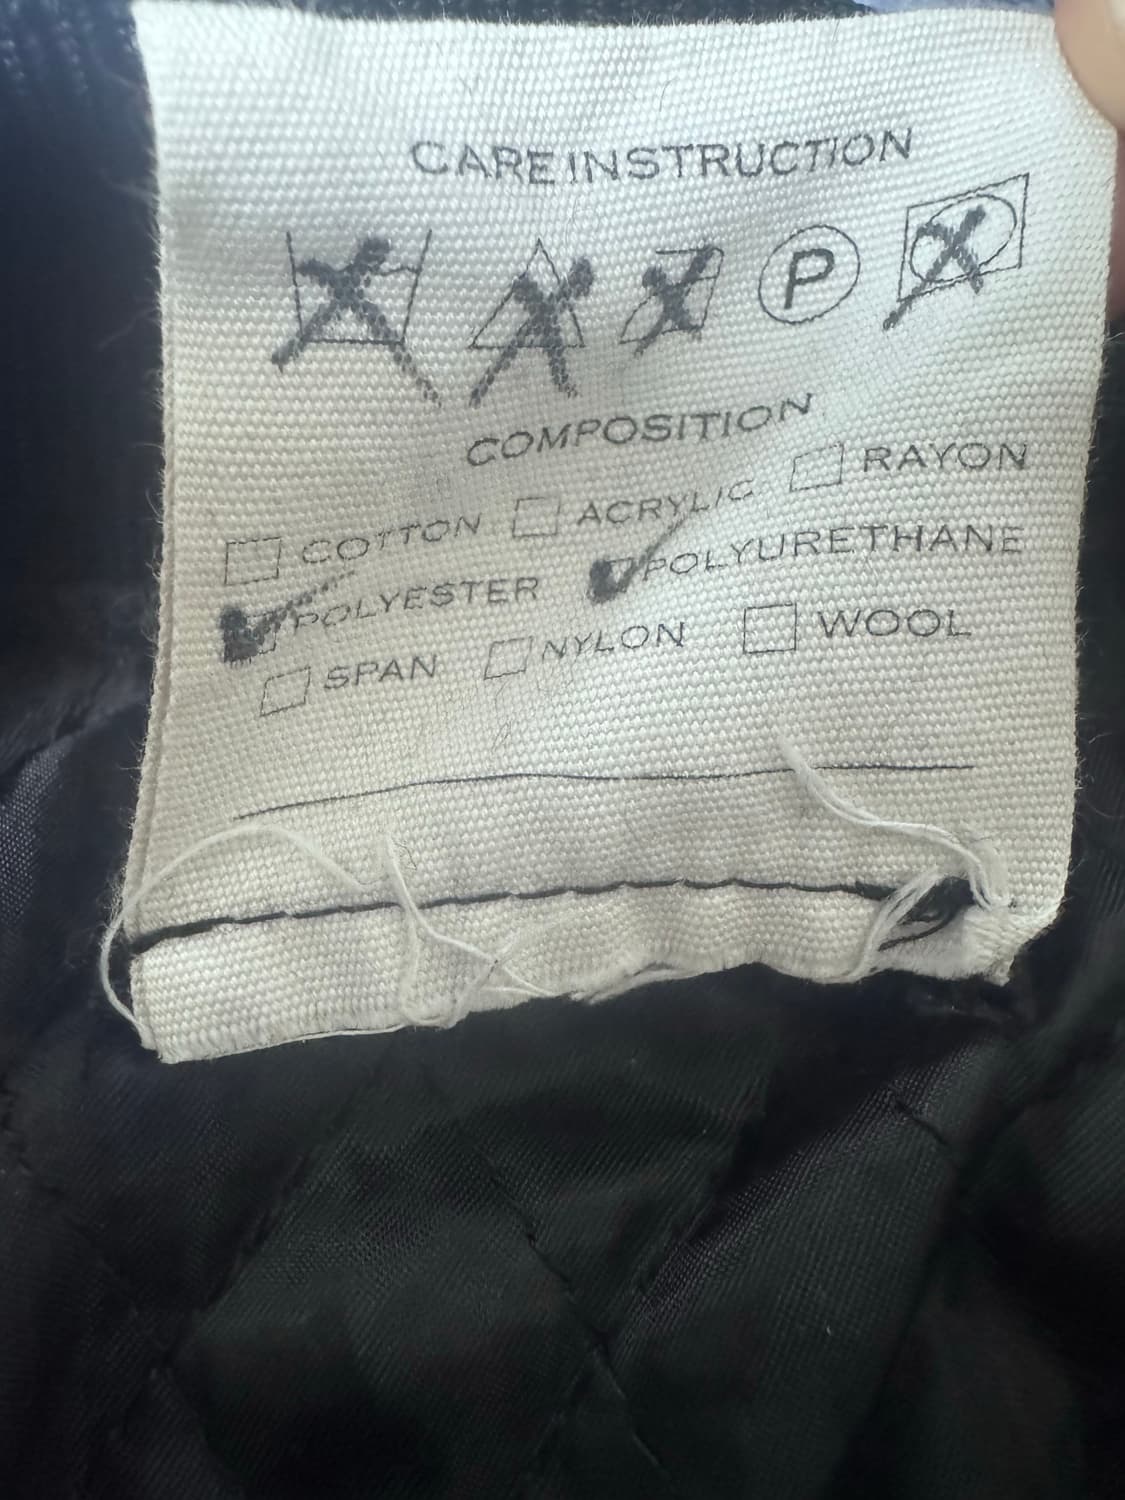 CARE INSTRUCTION
P
COMPOSITION
COTTON ACRYLIC RAYON
POLYESTER POLYURETHANE
SPAN NYLON WOOL